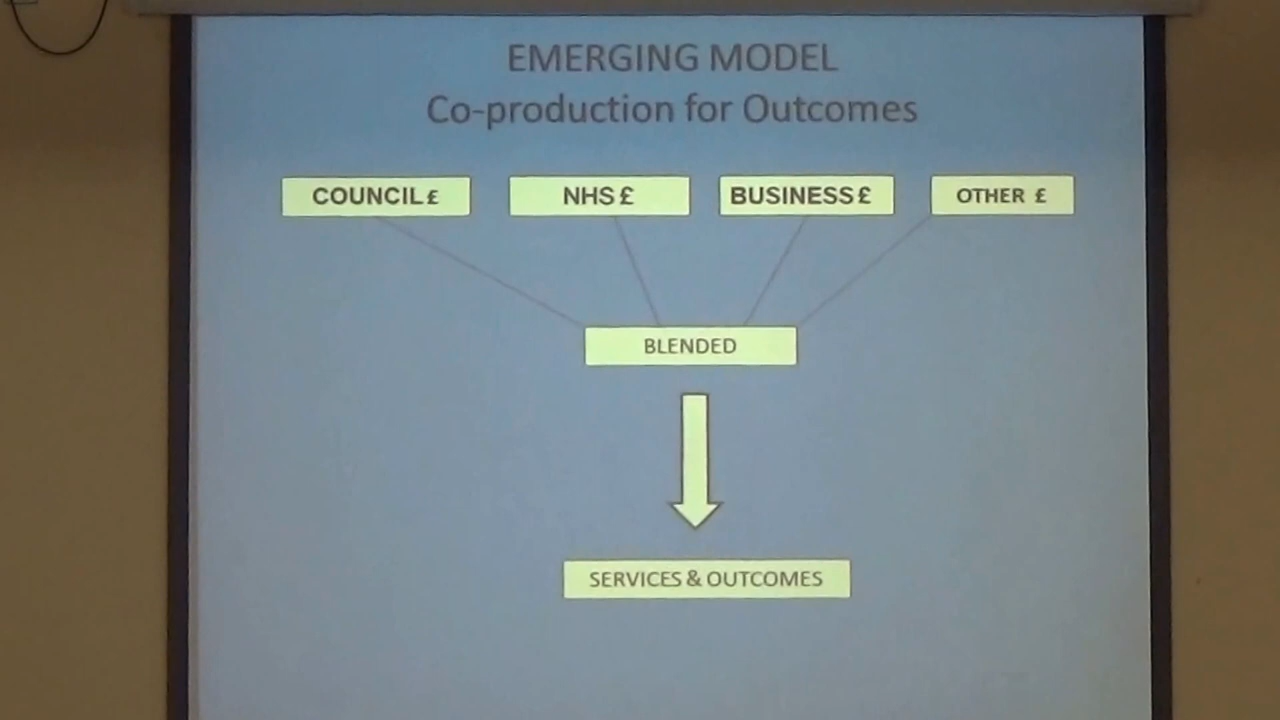 EMERGING MODEL
Co-production for Outcomes
COUNCIL £
NHS £
BUSINESS £
OTHER £
BLENDED
SERVICES & OUTCOMES